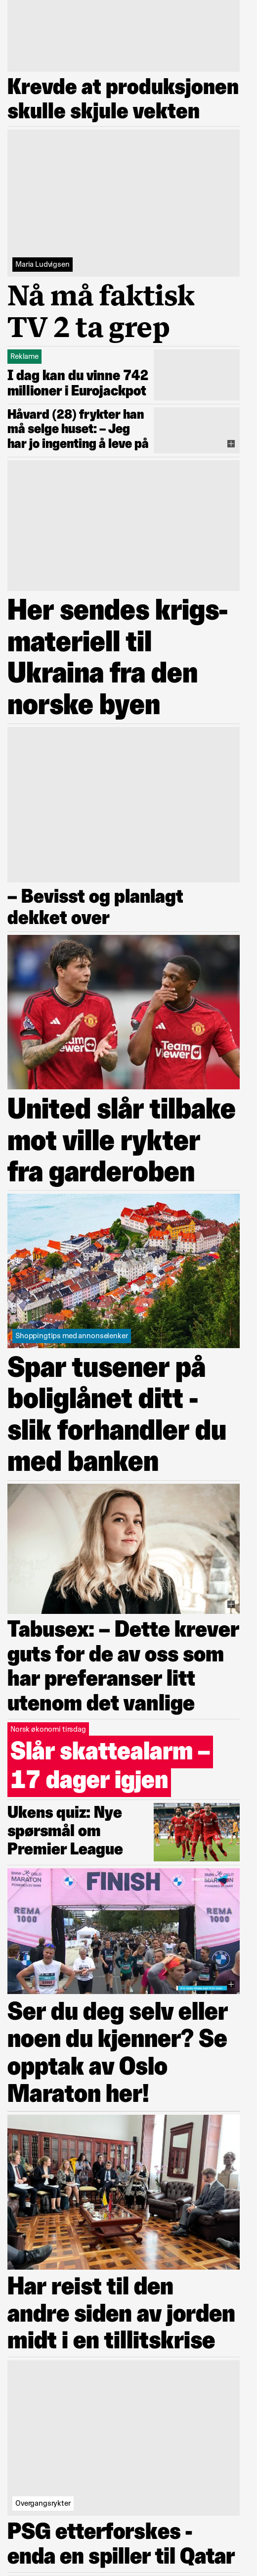 Krevde at produksjonen
skulle skjule vekten
Maria Ludvigsen
Nå må faktisk
TV 2 ta grep
Reklame
I dag kan du vinne 742
millioner i Eurojackpot
Håvard (28) frykter han
må selge huset: – Jeg
har jo ingenting å leve på
Her sendes krigs-
materiell til
Ukraina fra den
norske byen
– Bevisst og planlagt
dekket over
TeamViewer
TeamViewer
United slår tilbake
mot ville rykter
fra garderoben
Shoppingtips med annonselenker
Spar tusener på
boliglånet ditt -
slik forhandler du
med banken
Tabusex: – Dette krever
guts for de av oss som
har preferanser litt
utenom det vanlige
Norsk økonomi tirsdag
Slår skattealarm –
17 dager igjen
Ukens quiz: Nye
spørsmål om
Premier League
OSLO
MARATON
FINISH
OSLO
MARATON
REMA
1000
REMA
1000
Ser du deg selv eller
noen du kjenner? Se
opptak av Oslo
Maraton her!
Har reist til den
andre siden av jorden
midt i en tillitskrise
Overgangsrykter
PSG etterforskes -
enda en spiller til Qatar